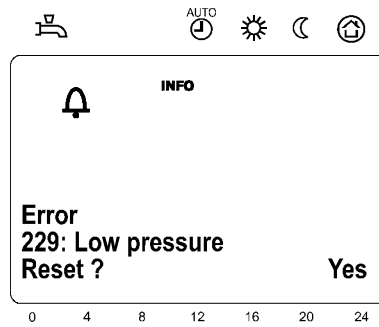 AUTO
INFO
Error
229: Low pressure
Reset ? Yes
0 4 8 12 16 20 24